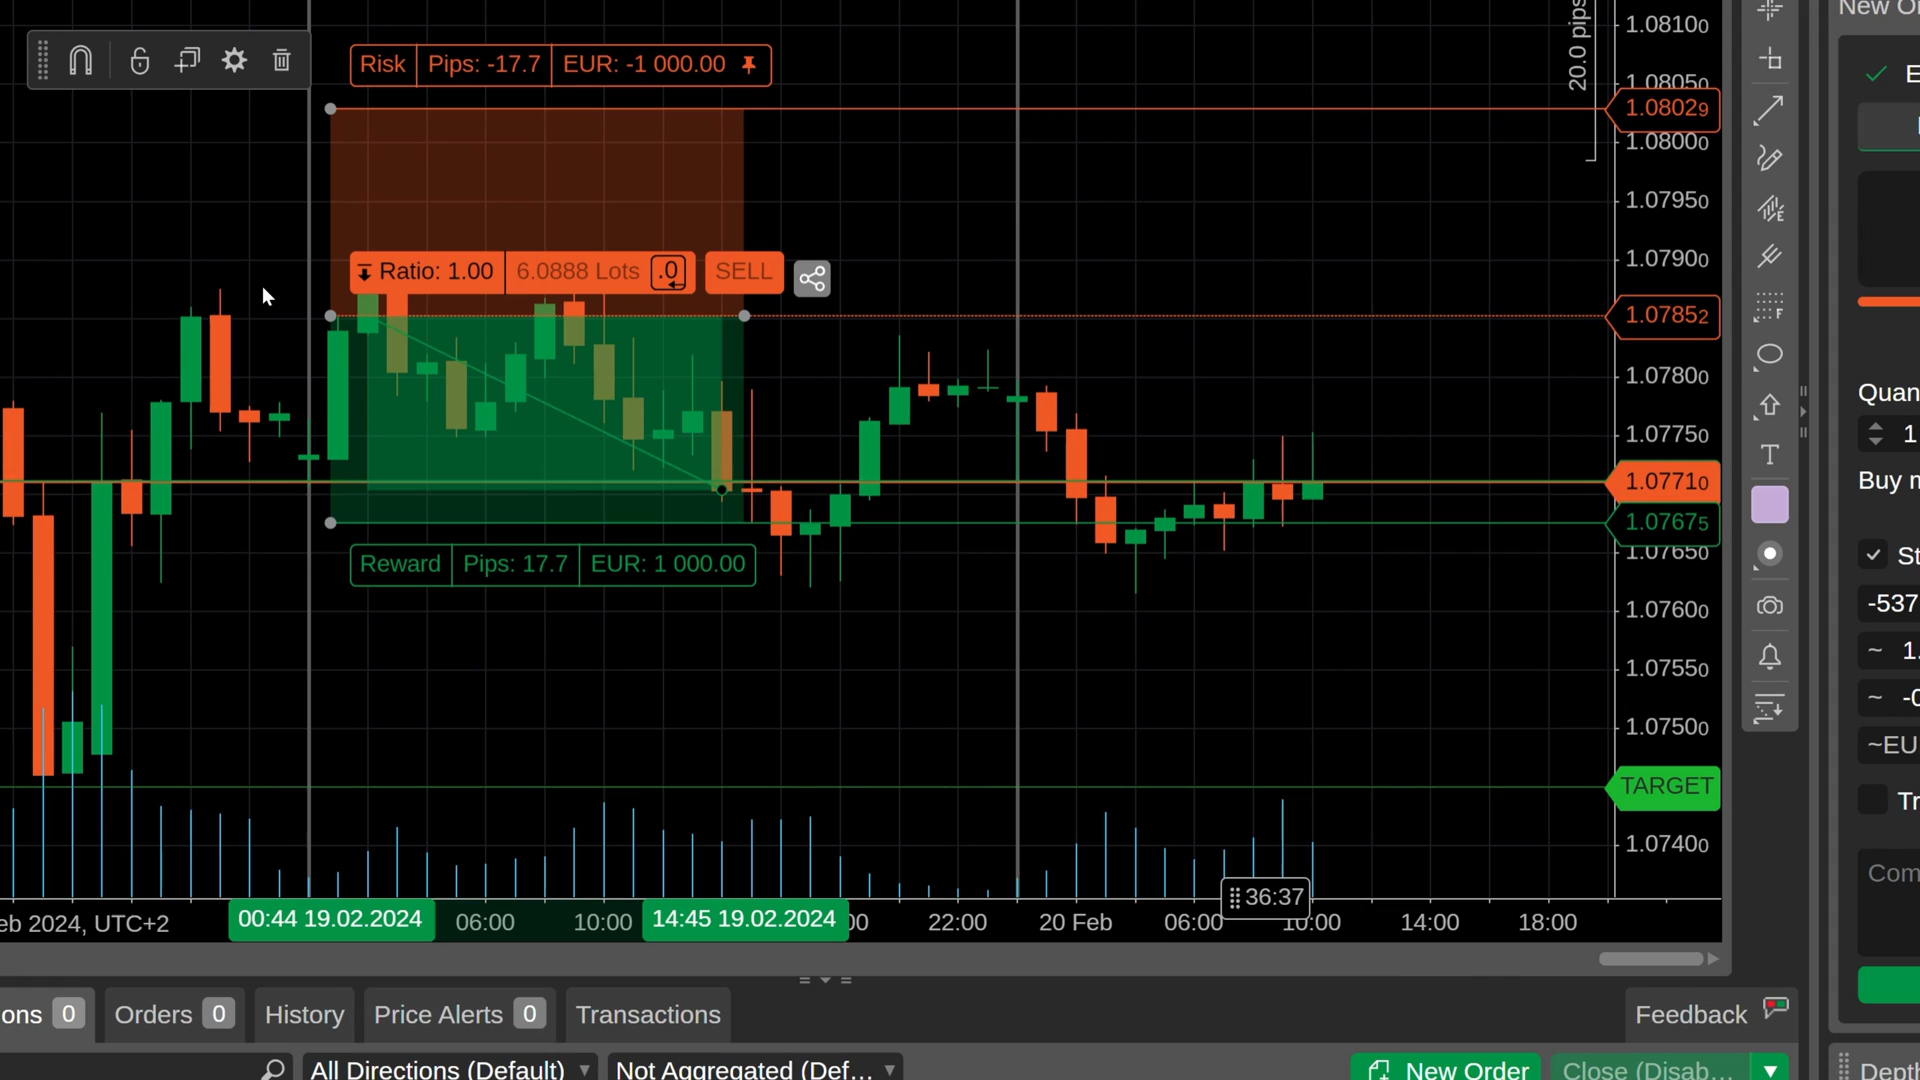 New O
1.08100
20.0 pips
1.08050
Risk Pips: -17.7 EUR: -1 000.00
E
1.08029
1.08000
1.07950
1.07900
Ratio: 1.00 6.0888 Lots .0 SELL
1.07852
1.07800
Quan
1.07750
1
1.07710
Buy m
1.07675
1.07650
Reward Pips: 17.7 EUR: 1 000.00
St
1.07600
-537
~ 1.
1.07550
~ -0
1.07500
~EU
TARGET
Tr
1.07400
Com
36:37
eb 2024, UTC+2 00:44 19.02.2024 06:00 10:00 14:45 19.02.2024 00 22:00 20 Feb 06:00 10:00 14:00 18:00
ons 0 Orders 0 History Price Alerts 0 Transactions Feedback
All Directions (Default) Not Aggregated (Def... New Order Close (Disab... Depth